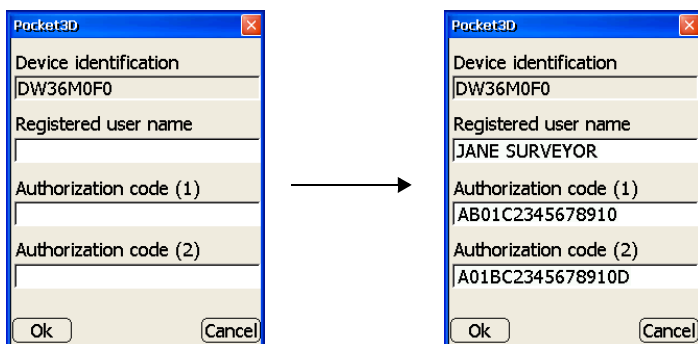 Pocket3D
Device identification
DW36M0F0
Registered user name
Authorization code (1)
Authorization code (2)
Ok Cancel
Pocket3D
Device identification
DW36M0F0
Registered user name
JANE SURVEYOR
Authorization code (1)
AB01C2345678910
Authorization code (2)
A01BC2345678910D
Ok Cancel